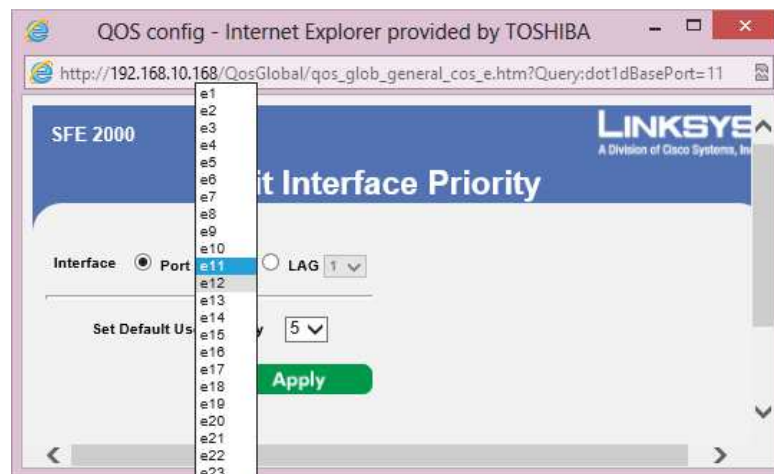 QOS config - Internet Explorer provided by TOSHIBA
http://192.168.10.168/QosGlobal/qos_glob_general_cos_e.htm?Query:dot1dBasePort=11
SFE 2000
LINKSYS
A Division of Cisco Systems, In
it Interface Priority
Interface Port LAG 1
Set Default Us y 5
Apply
e1
e2
e3
e4
e5
e6
e7
e8
e9
e10
e11
e12
e13
e14
e15
e16
e17
e18
e19
e20
e21
e22
e23